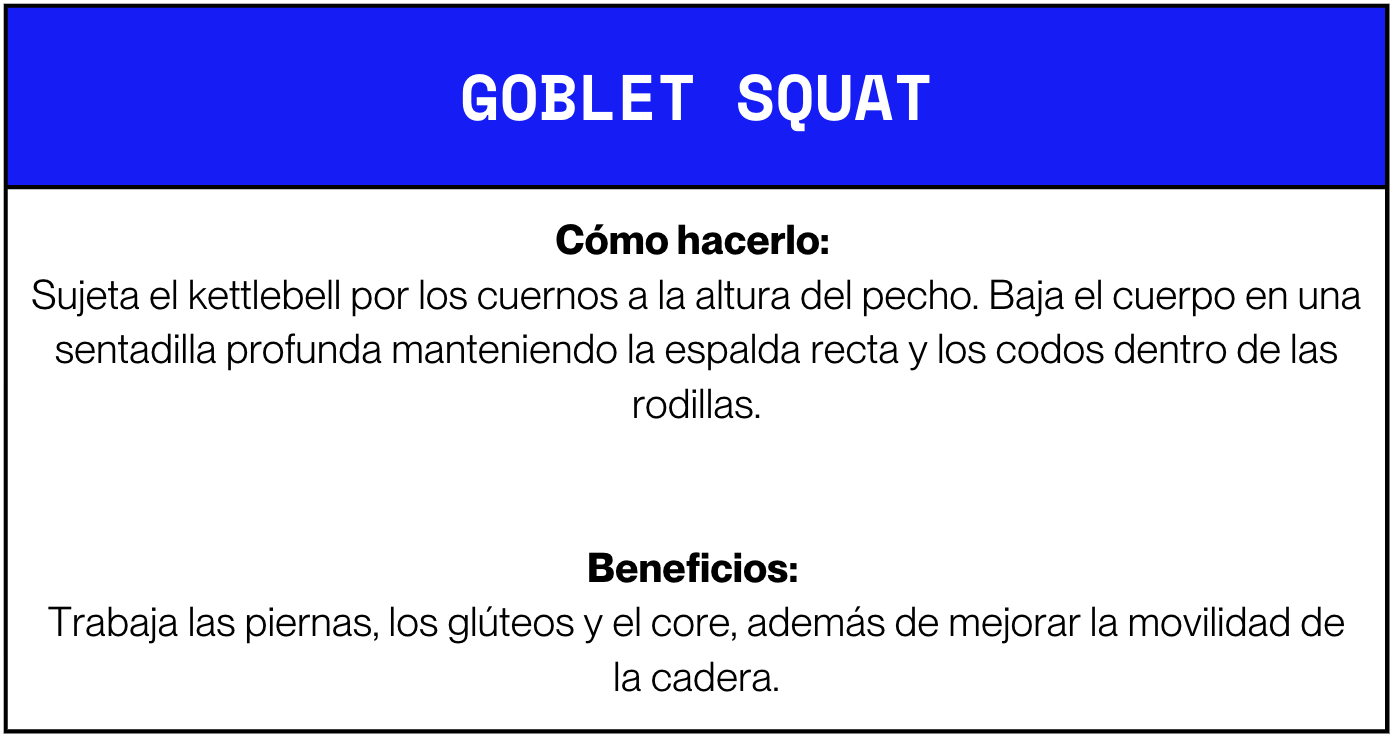 GOBLET SQUAT
Cómo hacerlo:
Sujeta el kettlebell por los cuernos a la altura del pecho. Baja el cuerpo en una
sentadilla profunda manteniendo la espalda recta y los codos dentro de las
rodillas.
Beneficios:
Trabaja las piernas, los glúteos y el core, además de mejorar la movilidad de
la cadera.